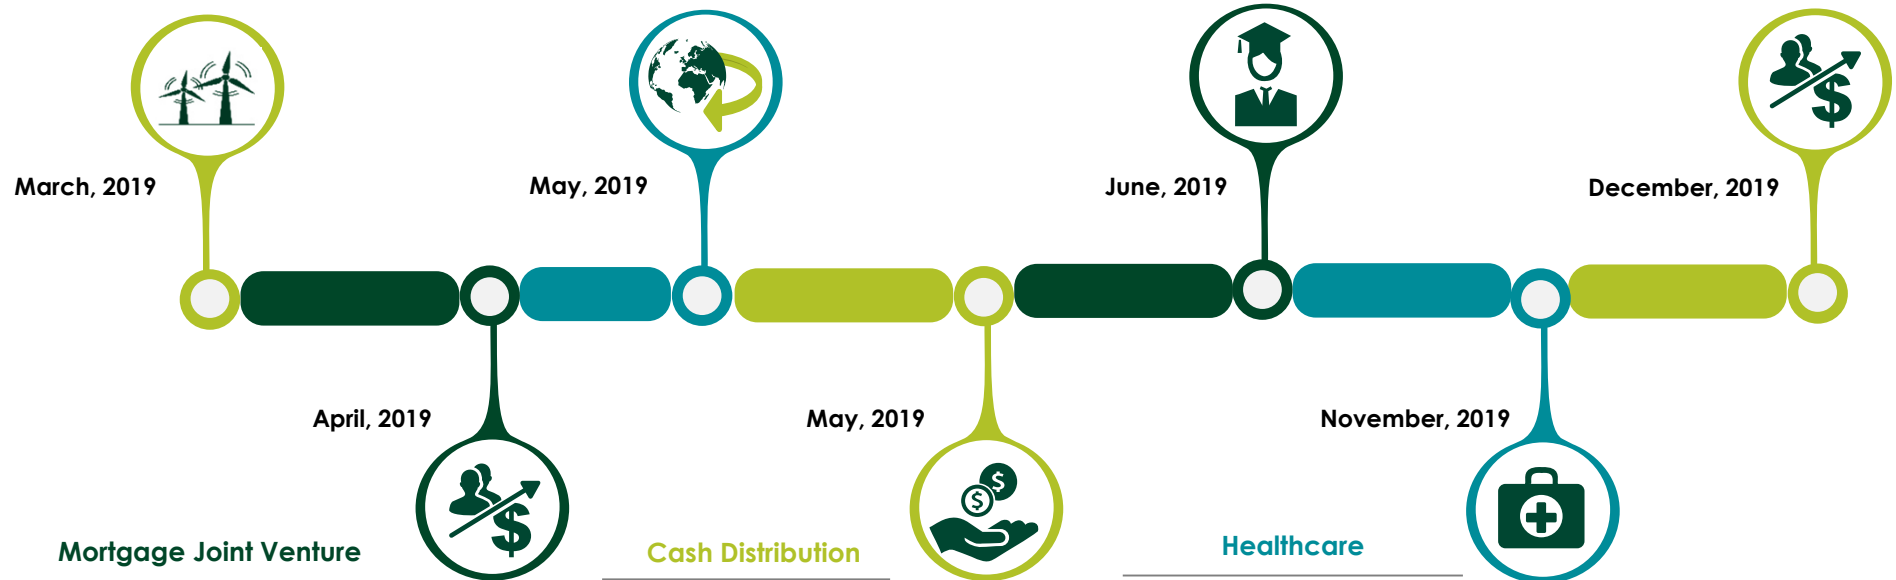 March, 2019
May, 2019
June, 2019
December, 2019
April, 2019
May, 2019
November, 2019
Mortgage Joint Venture
Cash Distribution
Healthcare
$
$
$
$